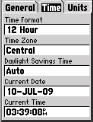 General Time Units
Time Format
12 Hour
Time Zone
Central
Daylight Savings Time
Auto
Current Date
10-JUL-09
Current Time
03:39:08